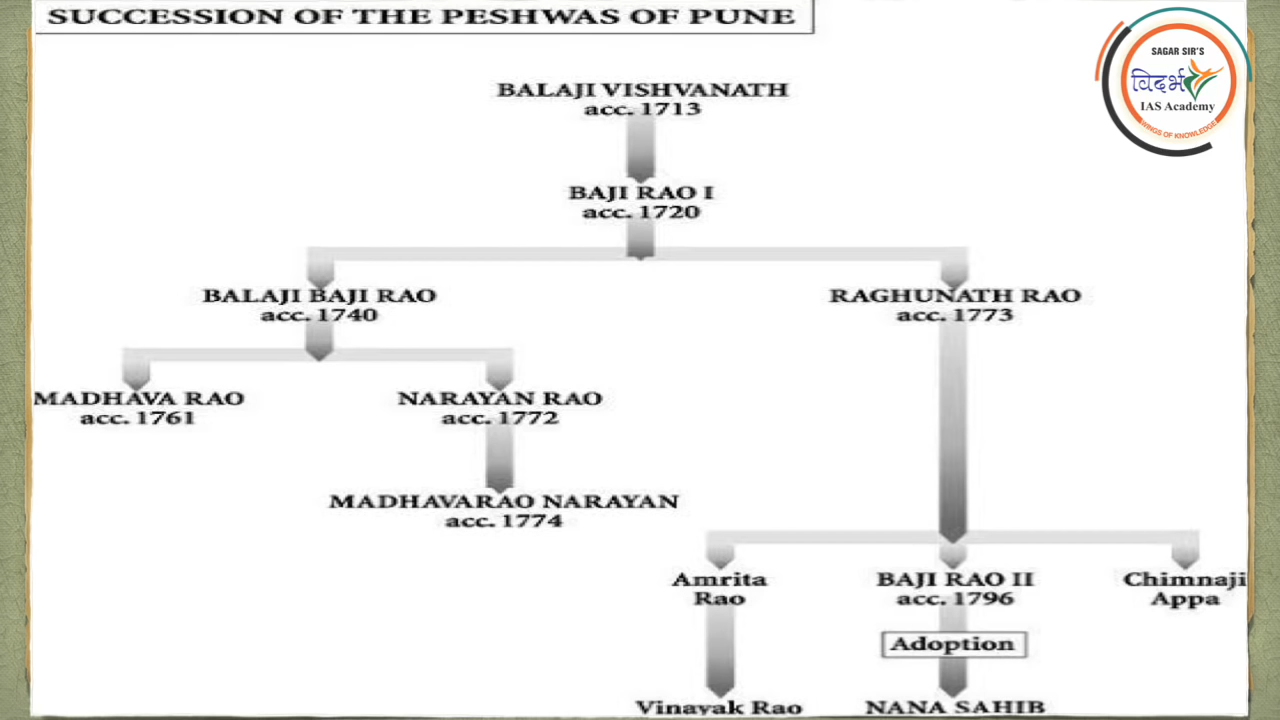 SUCCESSION OF THE PESHWAS OF PUNE
SAGAR SIR'S
विदर्भ
IAS Academy
WINGS OF KNOWLEDGE
BALAJI VISHVANATH
acc. 1713
BAJI RAO I
acc. 1720
BALAJI BAJI RAO
acc. 1740
RAGHUNATH RAO
acc. 1773
MADHAVA RAO
acc. 1761
NARAYAN RAO
acc. 1772
MADHAVARAO NARAYAN
acc. 1774
Amrita
Rao
BAJI RAO II
acc. 1796
Chimnaji
Appa
Adoption
Vinayak Rao
NANA SAHIB